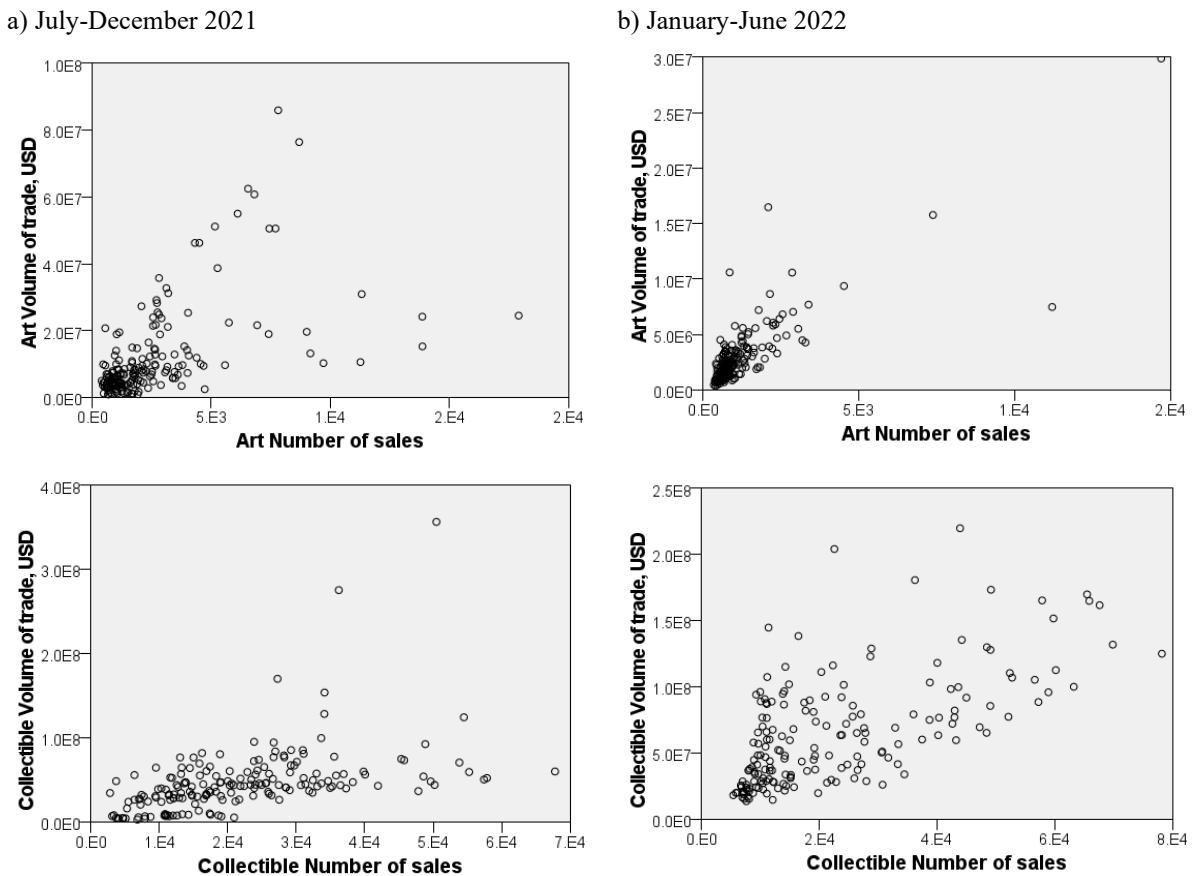 a) July-December 2021
b) January-June 2022
1.0E8
8.0E7
6.0E7
4.0E7
2.0E7
0.0E0
Art Volume of trade, USD
0.E0
5.E3
1.E4
2.E4
2.E4
Art Number of sales
3.0E7
2.5E7
2.0E7
1.5E7
1.0E7
5.0E6
0.0E0
Art Volume of trade, USD
0.E0
5.E3
1.E4
2.E4
Art Number of sales
4.0E8
3.0E8
2.0E8
1.0E8
0.0E0
Collectible Volume of trade, USD
0.E0
1.E4
2.E4
3.E4
4.E4
5.E4
6.E4
7.E4
Collectible Number of sales
2.5E8
2.0E8
1.5E8
1.0E8
5.0E7
0.0E0
Collectible Volume of trade, USD
0.E0
2.E4
4.E4
6.E4
8.E4
Collectible Number of sales